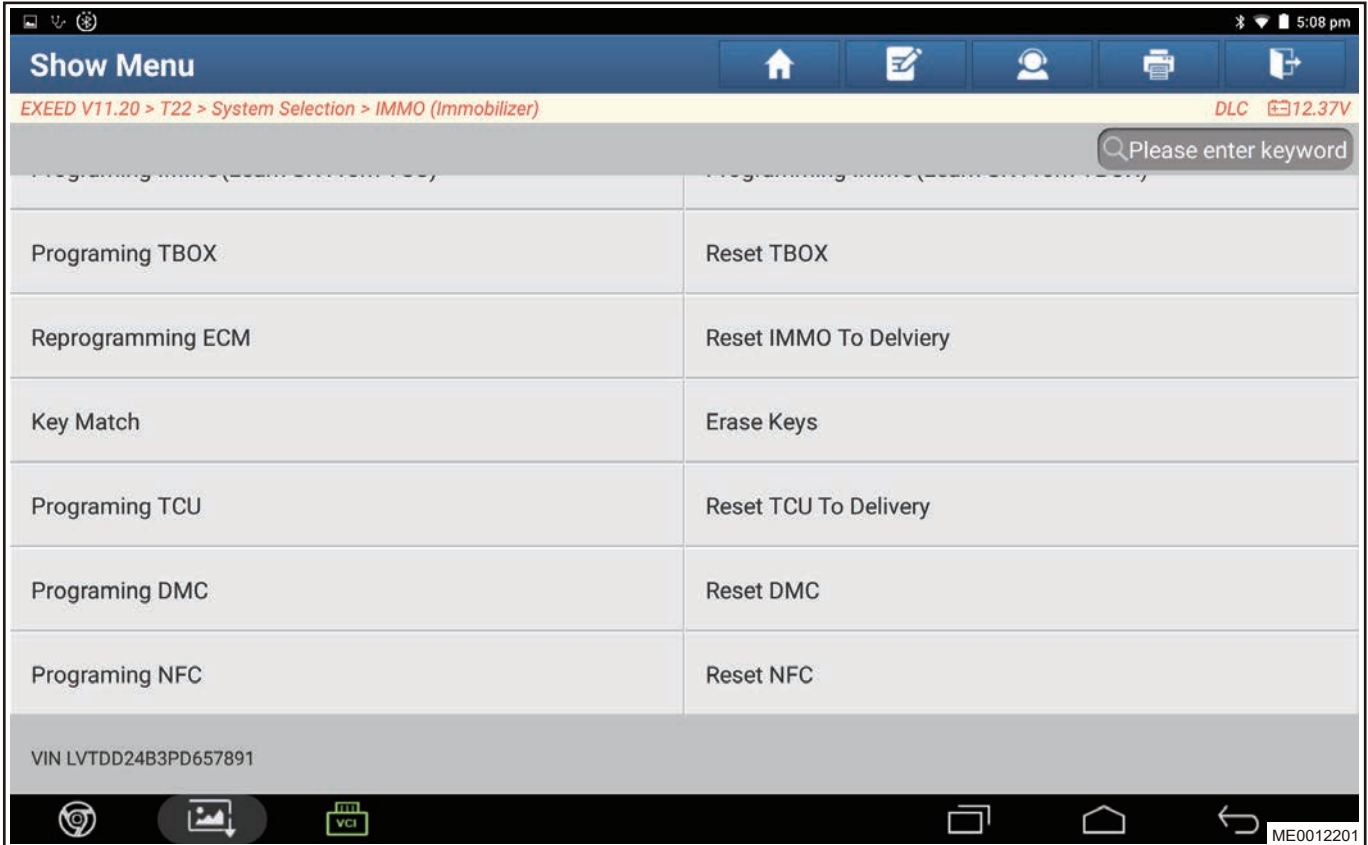 5:08 pm
Show Menu
EXEED V11.20 > T22 > System Selection > IMMO (Immobilizer) DLC 12.37V
Please enter keyword
Programing TBOX Reset TBOX
Reprogramming ECM Reset IMMO To Delviery
Key Match Erase Keys
Programing TCU Reset TCU To Delivery
Programing DMC Reset DMC
Programing NFC Reset NFC
VIN LVTDD24B3PD657891
VCI
ME0012201